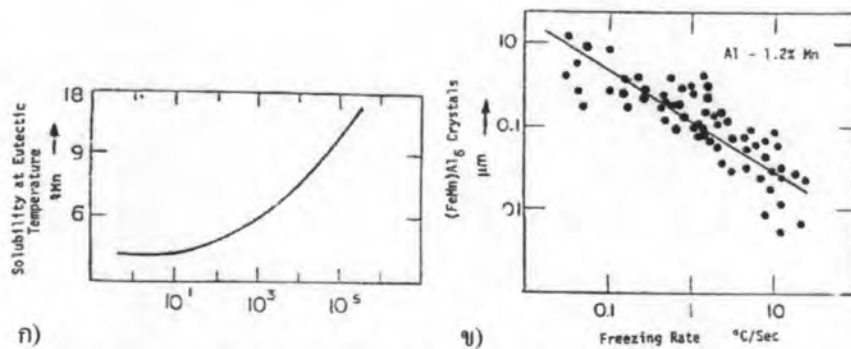 18
9
6
Solubility at Eutectic
Temperature
%Mn
10¹ 10³ 10⁵
ก)
10
0.1
.01
(FeMn)Al₆ Crystals
μm
Al - 1.2% Mn
0.1 1 10
Freezing Rate °C/Sec
ข)